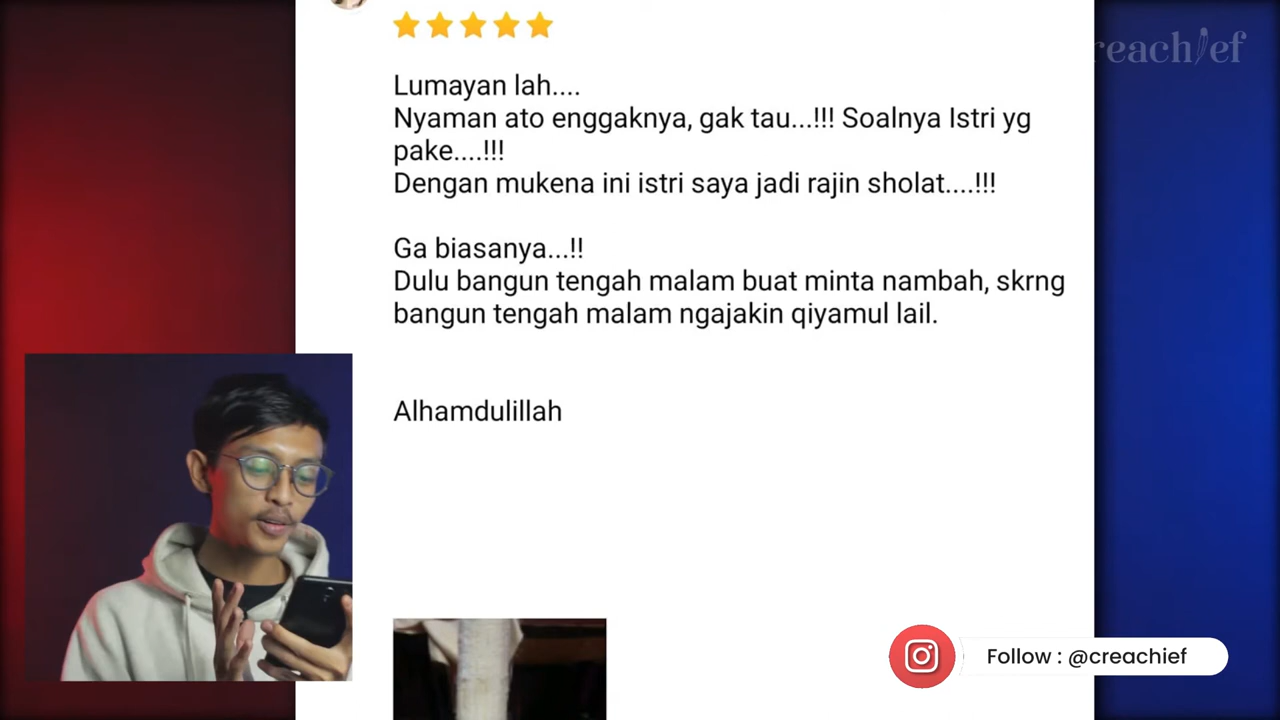 reachief
Lumayan lah....
Nyaman ato enggaknya, gak tau...!!! Soalnya Istri yg
pake....!!!
Dengan mukena ini istri saya jadi rajin sholat....!!!
Ga biasanya...!!
Dulu bangun tengah malam buat minta nambah, skrng
bangun tengah malam ngajakin qiyamul lail.
Alhamdulillah
Follow : @creachief